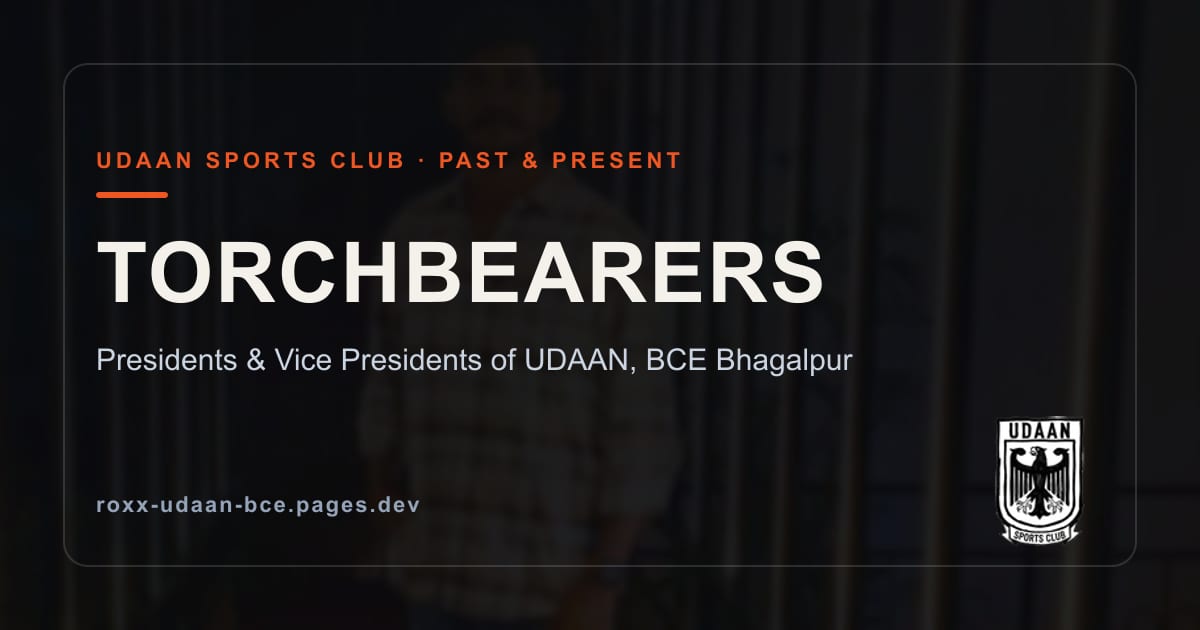 UDAAN SPORTS CLUB · PAST & PRESENT
TORCHBEARERS
Presidents & Vice Presidents of UDAAN, BCE Bhagalpur
roxx-udaan-bce.pages.dev
UDAAN
SPORTS CLUB